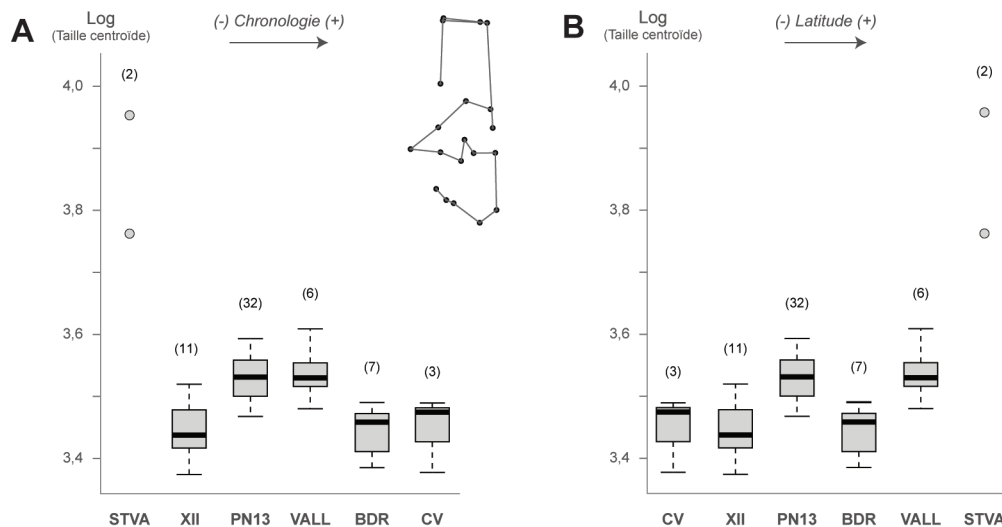 A
Log
(Taille centroïde)
(-) Chronologie (+)
4,0
3,8
3,6
3,4
(2)
(11)
(32)
(6)
(7)
(3)
STVA XII PN13 VALL BDR CV
B
Log
(Taille centroïde)
(-) Latitude (+)
4,0
3,8
3,6
3,4
(3)
(11)
(32)
(7)
(6)
(2)
CV XII PN13 BDR VALL STVA